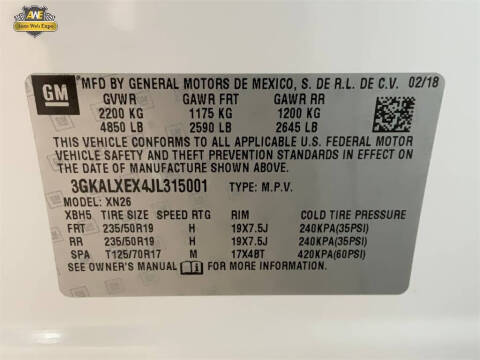 AWE
Auto Web Expo
GM
MFD BY GENERAL MOTORS DE MEXICO, S. DE R.L. DE C.V. 02/18
GVWR GAWR FRT GAWR RR
2200 KG 1175 KG 1200 KG
4850 LB 2590 LB 2645 LB
THIS VEHICLE CONFORMS TO ALL APPLICABLE U.S. FEDERAL MOTOR
VEHICLE SAFETY AND THEFT PREVENTION STANDARDS IN EFFECT ON
THE DATE OF MANUFACTURE SHOWN ABOVE.
3GKALXEX4JL315001 TYPE: M.P.V.
MODEL: XN26
XBH5 TIRE SIZE SPEED RTG RIM COLD TIRE PRESSURE
FRT 235/50R19 H 19X7.5J 240KPA(35PSI)
RR 235/50R19 H 19X7.5J 240KPA(35PSI)
SPA T125/70R17 M 17X4BT 420KPA(60PSI)
SEE OWNER'S MANUAL FOR MORE INFORMATION